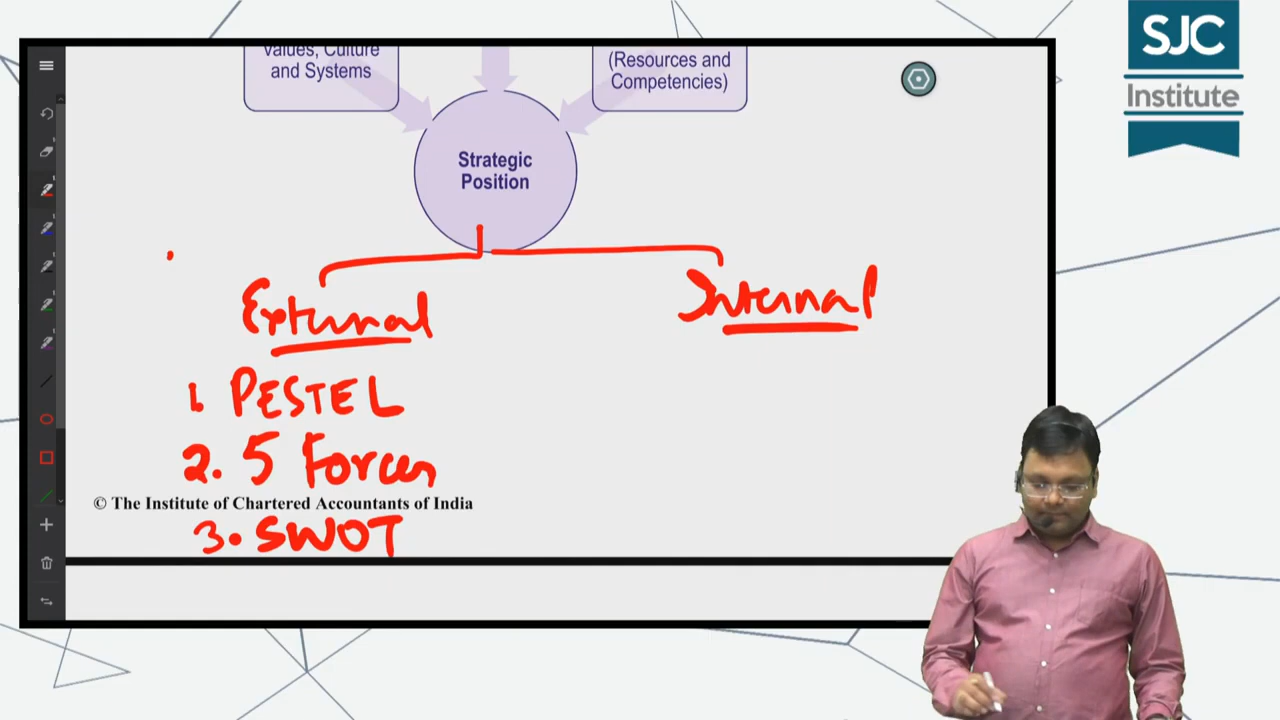 SJC
Institute
Values, Culture
and Systems
(Resources and
Competencies)
Strategic
Position
External
Internal
1. PESTEL
2. 5 Forces
© The Institute of Chartered Accountants of India
3. SWOT